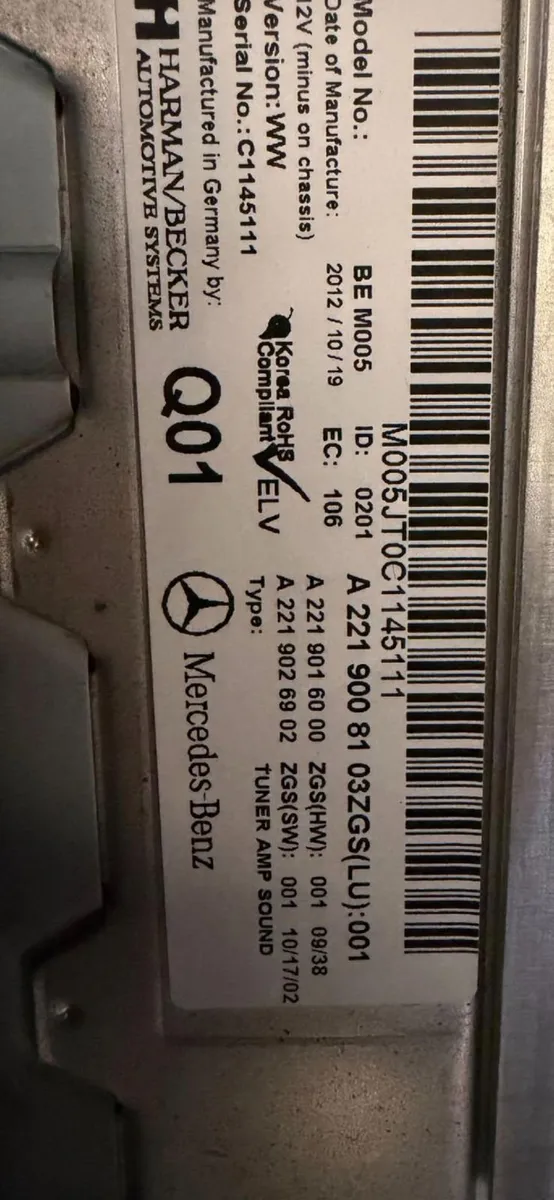 M005JT0C1145111
Model No.: BE M005 ID: 0201 A 221 900 81 03ZGS(LU):001
Date of Manufacture: 2012 / 10 / 19 EC: 106 A 221 901 60 00 ZGS(HW): 001 09/38
12V (minus on chassis) A 221 902 69 02 ZGS(SW): 001 10/17/02
Version: WW Korea RoHS Compliant ELV Type: TUNER AMP SOUND
Serial No.: C1145111
Manufactured in Germany by:
HARMAN/BECKER
AUTOMOTIVE SYSTEMS
Q01
Mercedes-Benz